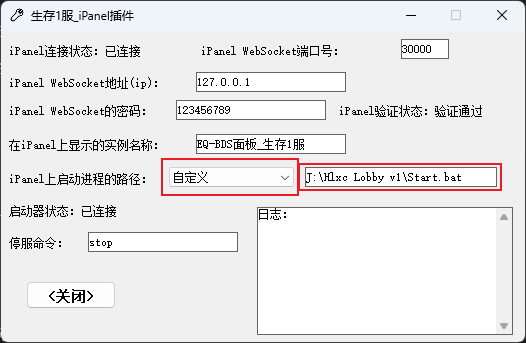 生存1服_iPanel插件
iPanel连接状态：已连接 iPanel WebSocket端口号： 30000
iPanel WebSocket地址(ip)： 127.0.0.1
iPanel WebSocket的密码： 123456789 iPanel验证状态：验证通过
在iPanel上显示的实例名称： EQ-BDS面板_生存1服
iPanel上启动进程的路径： 自定义 J:\Hlxc Lobby v1\Start.bat
启动器状态：已连接
日志：
停服命令： stop
<关闭>